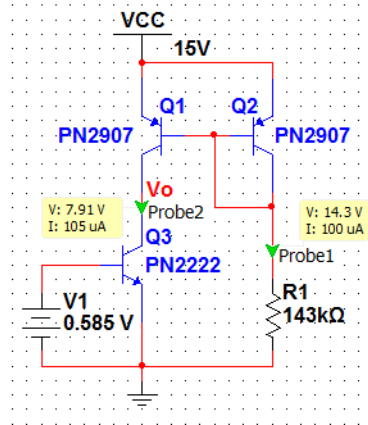 VCC
15V
Q1
Q2
PN2907
PN2907
Vo
V: 7.91 V
I: 105 uA
Probe2
V: 14.3 V
I: 100 uA
Q3
PN2222
Probe1
V1
0.585 V
R1
143kΩ